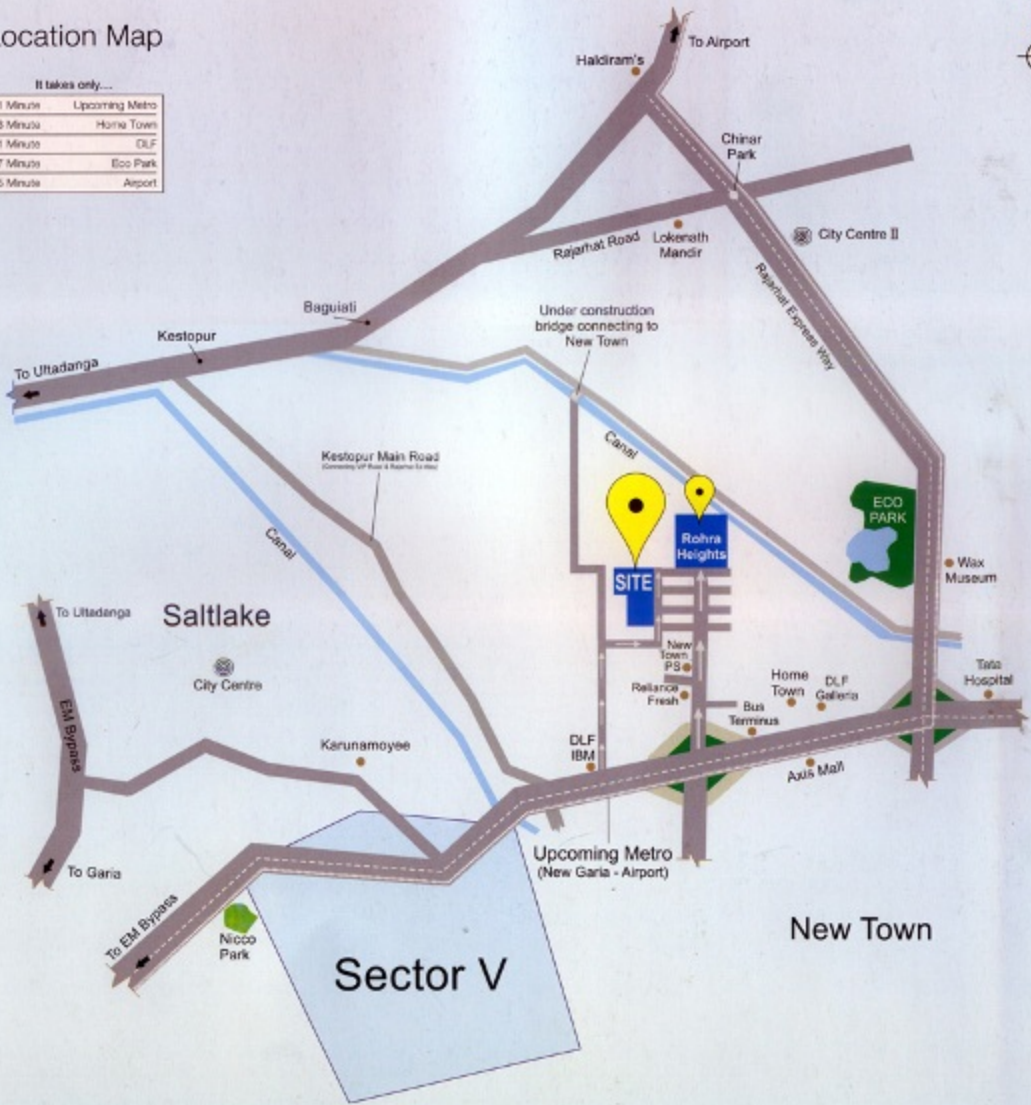 ocation Map
It takes only....
Minute Upcoming Metro
Minute Home Town
Minute DLF
Minute Eco Park
Minute Airport
To Airport
Haldiram's
Chinar
Park
City Centre II
Rajarhat Road
Lokenath
Mandir
Rajarhat Express Way
Baguiati
Kestopur
To Ultadanga
Under construction
bridge connecting to
New Town
Canal
Kestopur Main Road
Canal
ECO
PARK
Rohra
Heights
SITE
Wax
Museum
To Ultadanga
Saltlake
City Centre
EM Bypass
Karunamoyee
New
Town
PS
Reliance
Fresh
Home
Town
DLF
Galleria
Tata
Hospital
Bus
Terminus
DLF
IBM
Axis Mall
To Garia
Upcoming Metro
(New Garia - Airport)
To EM Bypass
Nicco
Park
New Town
Sector V